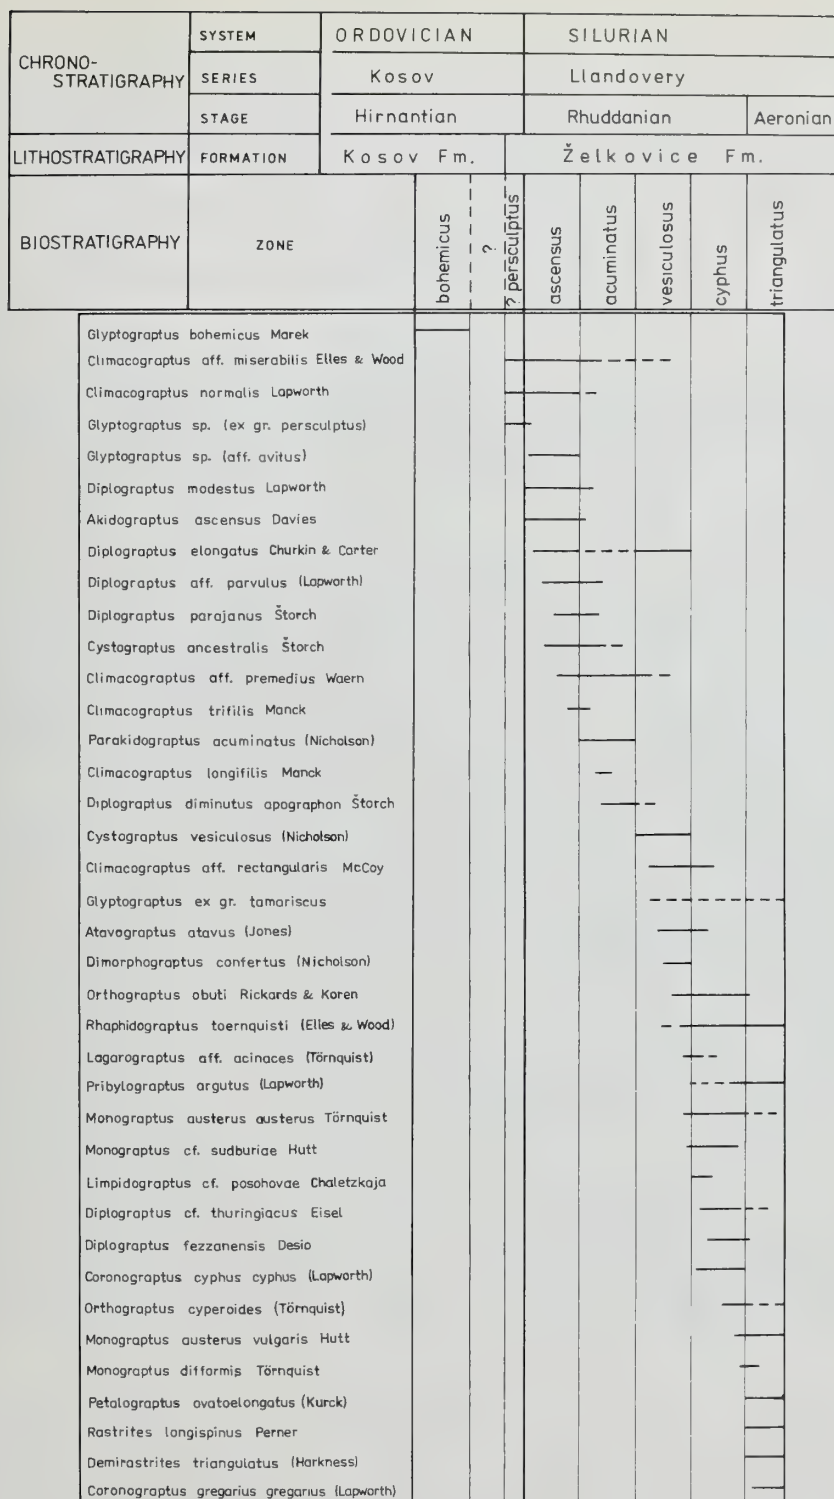 CHRONO-
STRATIGRAPHY
SYSTEM
ORDOVICIAN
SILURIAN
SERIES
Kosov
Llandovery
STAGE
Hirnantian
Rhuddanian
Aeronian
LITHOSTRATIGRAPHY
FORMATION
Kosov Fm.
Želkovice Fm.
BIOSTRATIGRAPHY
ZONE
bohemicus
?
? persculptus
ascensus
acuminatus
vesiculosus
cyphus
triangulatus
Glyptograptus bohemicus Marek
Climacograptus aff. miserabilis Elles & Wood
Climacograptus normalis Lapworth
Glyptograptus sp. (ex gr. persculptus)
Glyptograptus sp. (aff. avitus)
Diplograptus modestus Lapworth
Akidograptus ascensus Davies
Diplograptus elongatus Churkin & Carter
Diplograptus aff. parvulus (Lapworth)
Diplograptus parajanus Štorch
Cystograptus ancestralis Štorch
Climacograptus aff. premedius Waern
Climacograptus trifilis Manck
Parakidograptus acuminatus (Nicholson)
Climacograptus longifilis Manck
Diplograptus diminutus apographon Štorch
Cystograptus vesiculosus (Nicholson)
Climacograptus aff. rectangularis McCoy
Glyptograptus ex gr. tamariscus
Atavograptus atavus (Jones)
Dimorphograptus confertus (Nicholson)
Orthograptus obuti Rickards & Koren
Rhaphidograptus toernquisti (Elles & Wood)
Lagarograptus aff. acinaces (Törnquist)
Pribylograptus argutus (Lapworth)
Monograptus austerus austerus Törnquist
Monograptus cf. sudburiae Hutt
Limpidograptus cf. posohovae Chaletzkaja
Diplograptus cf. thuringiacus Eisel
Diplograptus fezzanensis Desio
Coronograptus cyphus cyphus (Lapworth)
Orthograptus cyperoides (Törnquist)
Monograptus austerus vulgaris Hutt
Monograptus difformis Törnquist
Petalograptus ovatoelongatus (Kurck)
Rastrites longispinus Perner
Demirastrites triangulatus (Harkness)
Coronograptus gregarius gregarius (Lapworth)